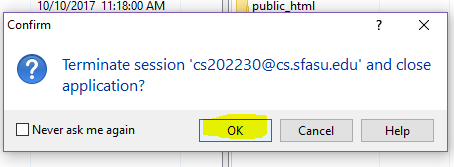 10/10/2017 11:18:00 AM public_html
Confirm
Terminate session 'cs202230@cs.sfasu.edu' and close
application?
Never ask me again
OK Cancel Help